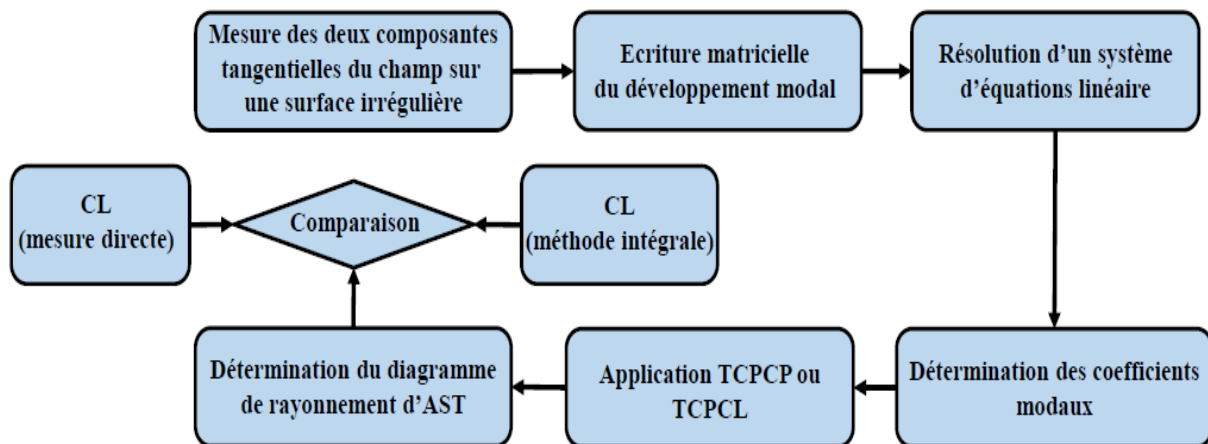 Mesure des deux composantes
tangentielles du champ sur
une surface irrégulière
Ecriture matricielle
du développement modal
Résolution d'un système
d'équations linéaire
CL
(mesure directe)
Comparaison
CL
(méthode intégrale)
Détermination du diagramme
de rayonnement d'AST
Application TCPCP ou
TCPCL
Détermination des coefficients
modaux